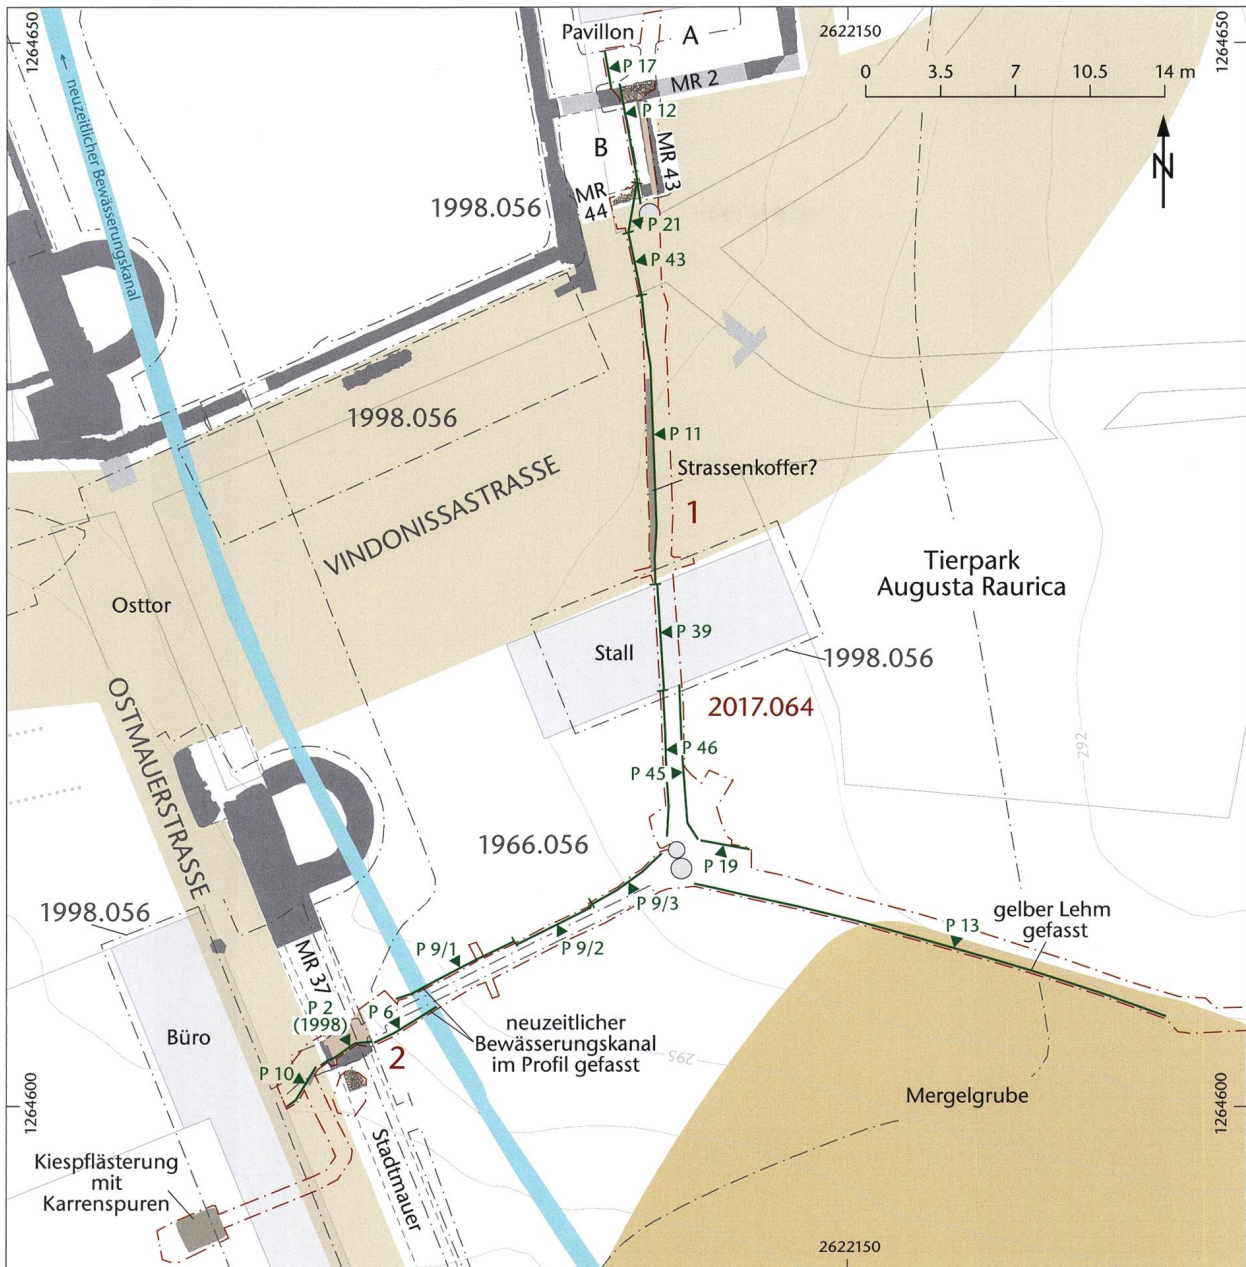 1264650
2622150
1264650
Pavillon
A
P 17
MR 2
0 3.5 7 10.5 14 m
P 12
← neuzeitlicher Bewässerungskanal
B
MR 43
N
MR
44
1998.056
P 21
P 43
1998.056
P 11
Strassenkoffer?
VINDONISSASTRASSE
1
Tierpark
Augusta Raurica
Osttor
P 39
Stall
1998.056
OSTMAUERSTRASSE
2017.064
292
P 46
P 45
1966.056
P 19
1998.056
P 9/3
gelber Lehm
gefasst
P 13
P 9/1
P 9/2
MR 37
P 2
(1998)
P 6
neuzeitlicher
Bewässerungskanal
im Profil gefasst
Büro
295
2
P 10
1264600
Mergelgrube
1264600
Stadtmauer
Kiespflästerung
mit
Karrenspuren
2622150